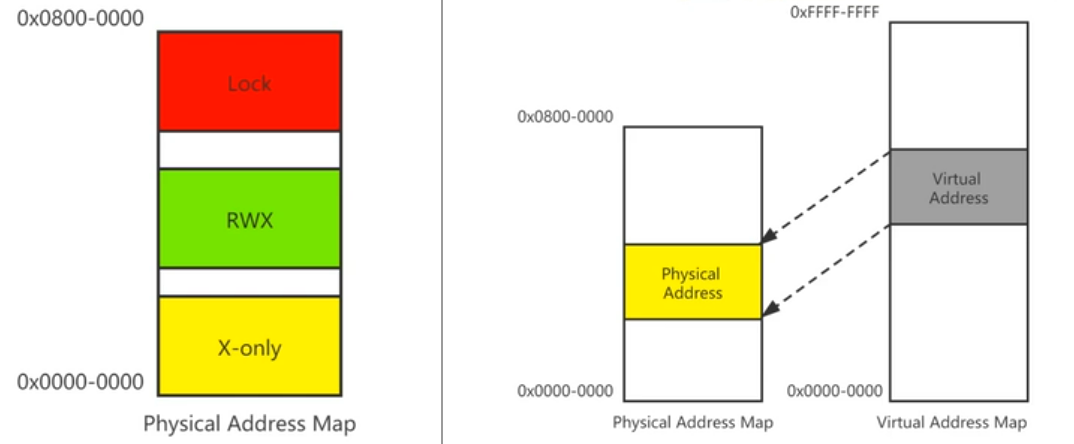 0x0800-0000
Lock
RWX
X-only
0x0000-0000
Physical Address Map
0xFFFF-FFFF
0x0800-0000
Virtual
Address
Physical
Address
0x0000-0000
0x0000-0000
Physical Address Map
Virtual Address Map